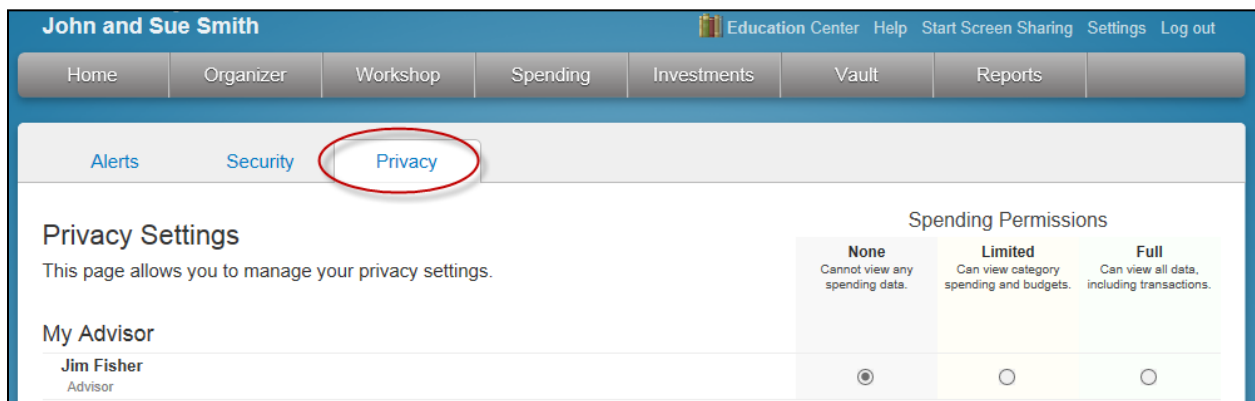 John and Sue Smith
Education Center Help Start Screen Sharing Settings Log out
Home Organizer Workshop Spending Investments Vault Reports
Alerts Security Privacy
Privacy Settings
This page allows you to manage your privacy settings.
Spending Permissions
None
Cannot view any
spending data.
Limited
Can view category
spending and budgets.
Full
Can view all data,
including transactions.
My Advisor
Jim Fisher
Advisor